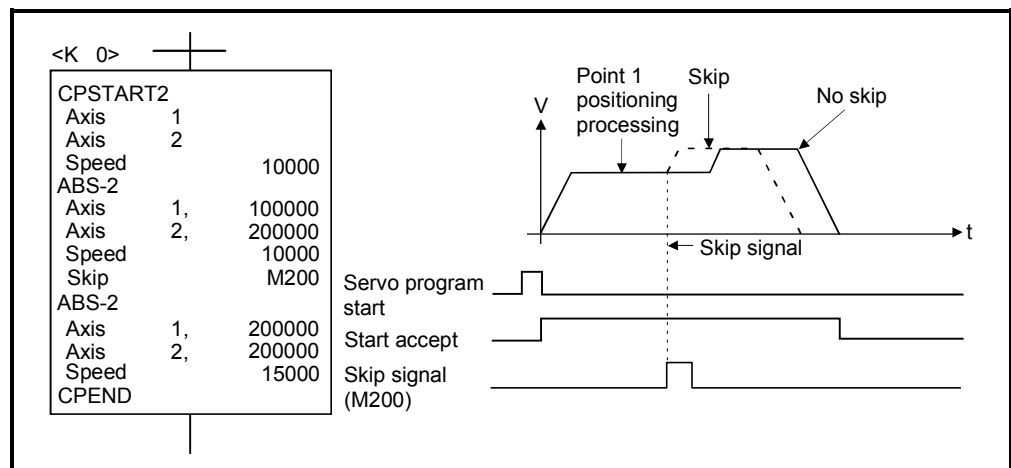 <K 0>
CPSTART2
Axis 1
Axis 2
Speed 10000
ABS-2
Axis 1, 100000
Axis 2, 200000
Speed 10000
Skip M200
ABS-2
Axis 1, 200000
Axis 2, 200000
Speed 15000
CPEND
V
Point 1
positioning
processing
Skip
No skip
t
Skip signal
Servo program
start
Start accept
Skip signal
(M200)